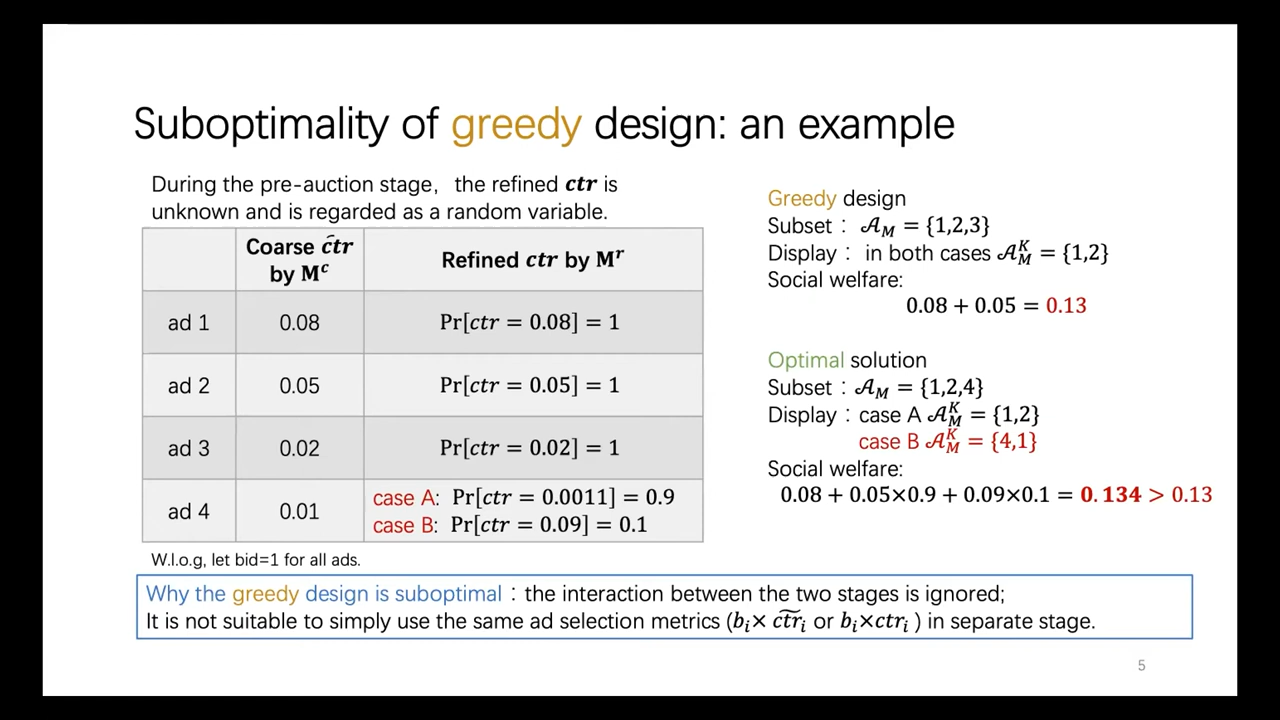 Suboptimality of greedy design: an example
During the pre-auction stage, the refined ctr is
unknown and is regarded as a random variable.
Coarse c̃tr
by Mᶜ
Refined ctr by Mʳ
ad 1
0.08
Pr[ctr = 0.08] = 1
ad 2
0.05
Pr[ctr = 0.05] = 1
ad 3
0.02
Pr[ctr = 0.02] = 1
ad 4
0.01
case A: Pr[ctr = 0.0011] = 0.9
case B: Pr[ctr = 0.09] = 0.1
W.l.o.g, let bid=1 for all ads.
Greedy design
Subset： 𝒜_M = {1,2,3}
Display： in both cases 𝒜_M^K = {1,2}
Social welfare:
0.08 + 0.05 = 0.13
Optimal solution
Subset：𝒜_M = {1,2,4}
Display：case A 𝒜_M^K = {1,2}
case B 𝒜_M^K = {4,1}
Social welfare:
0.08 + 0.05×0.9 + 0.09×0.1 = 0.134 > 0.13
Why the greedy design is suboptimal：the interaction between the two stages is ignored;
It is not suitable to simply use the same ad selection metrics (b_i× c̃tr_i or b_i×ctr_i ) in separate stage.
5